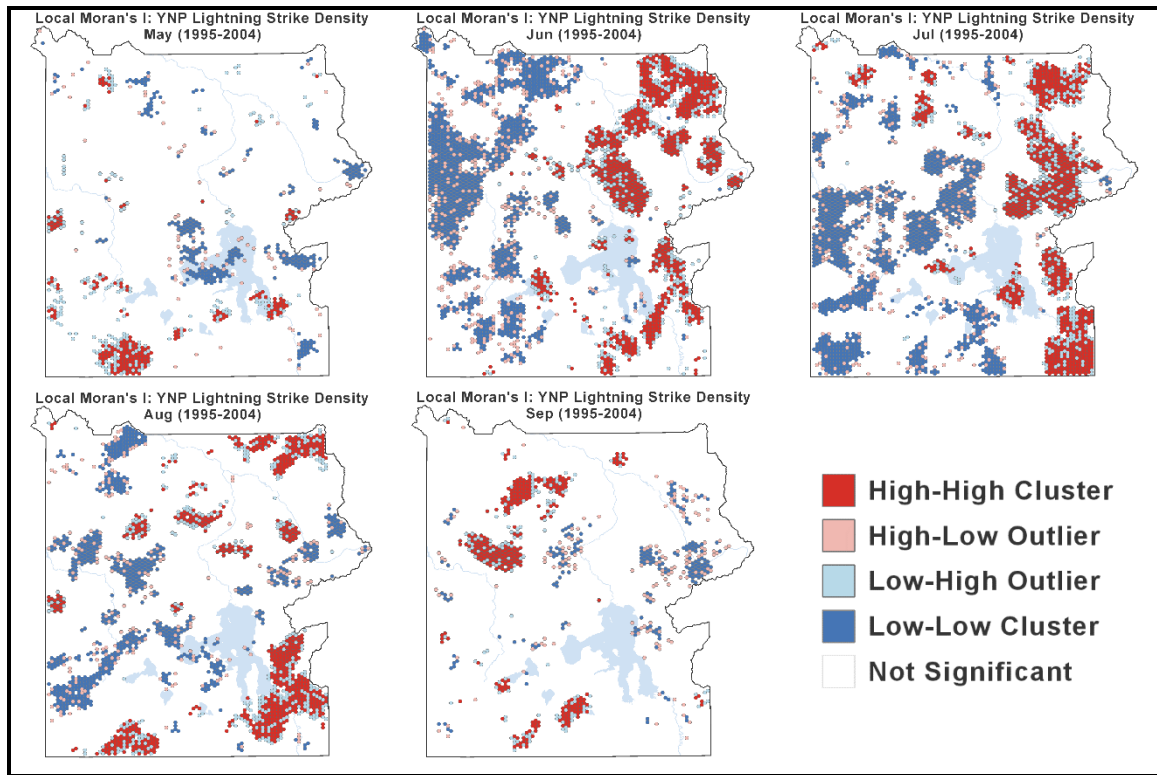 Local Moran's I: YNP Lightning Strike Density
May (1995-2004)
Local Moran's I: YNP Lightning Strike Density
Jun (1995-2004)
Local Moran's I: YNP Lightning Strike Density
Jul (1995-2004)
Local Moran's I: YNP Lightning Strike Density
Aug (1995-2004)
Local Moran's I: YNP Lightning Strike Density
Sep (1995-2004)
High-High Cluster
High-Low Outlier
Low-High Outlier
Low-Low Cluster
Not Significant